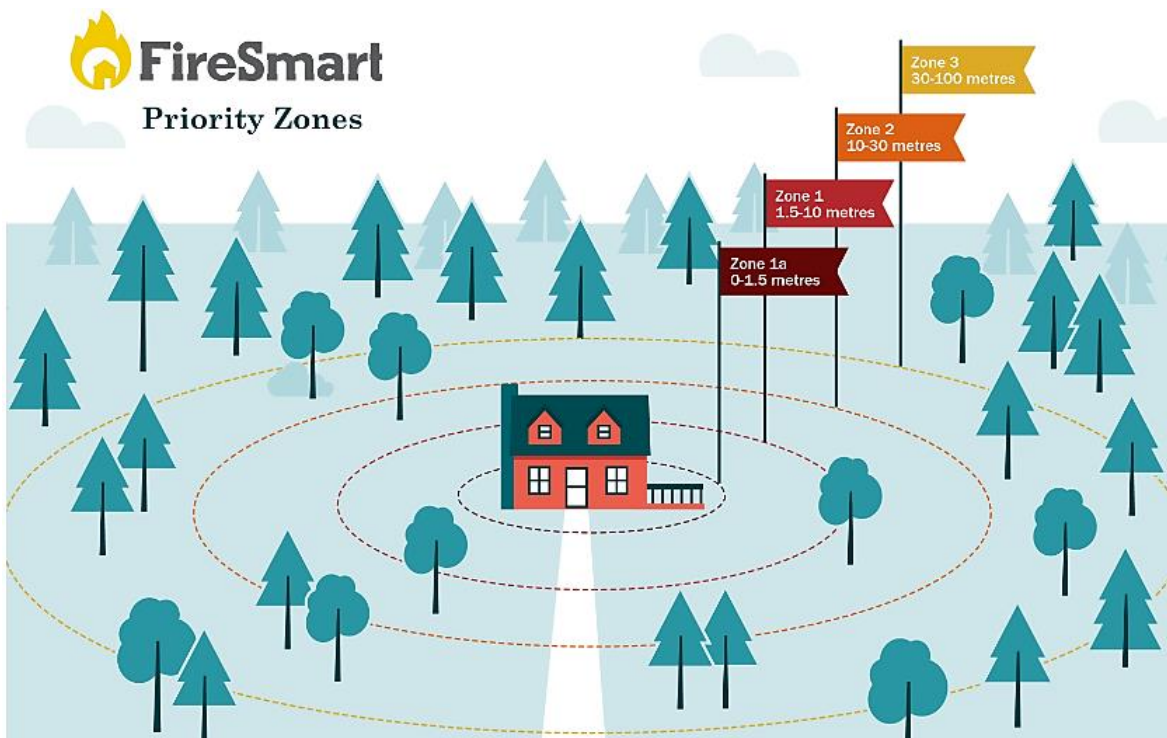 FireSmart
Priority Zones
Zone 3
30-100 metres
Zone 2
10-30 metres
Zone 1
1.5-10 metres
Zone 1a
0-1.5 metres